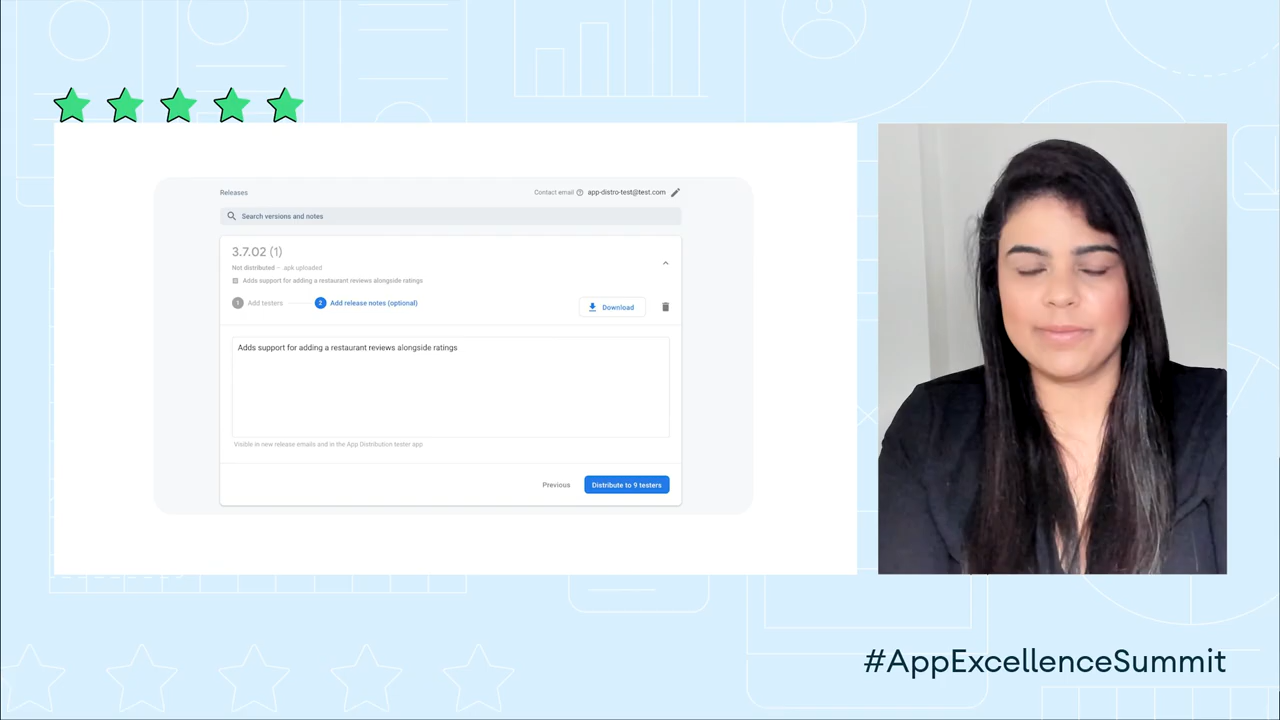 Releases
Contact email app-distro-test@test.com
Search versions and notes
3.7.02 (1)
Not distributed – .apk uploaded
Adds support for adding a restaurant reviews alongside ratings
1 Add testers 2 Add release notes (optional)
Download
Adds support for adding a restaurant reviews alongside ratings
Visible in new release emails and in the App Distribution tester app
Previous
Distribute to 9 testers
#AppExcellenceSummit